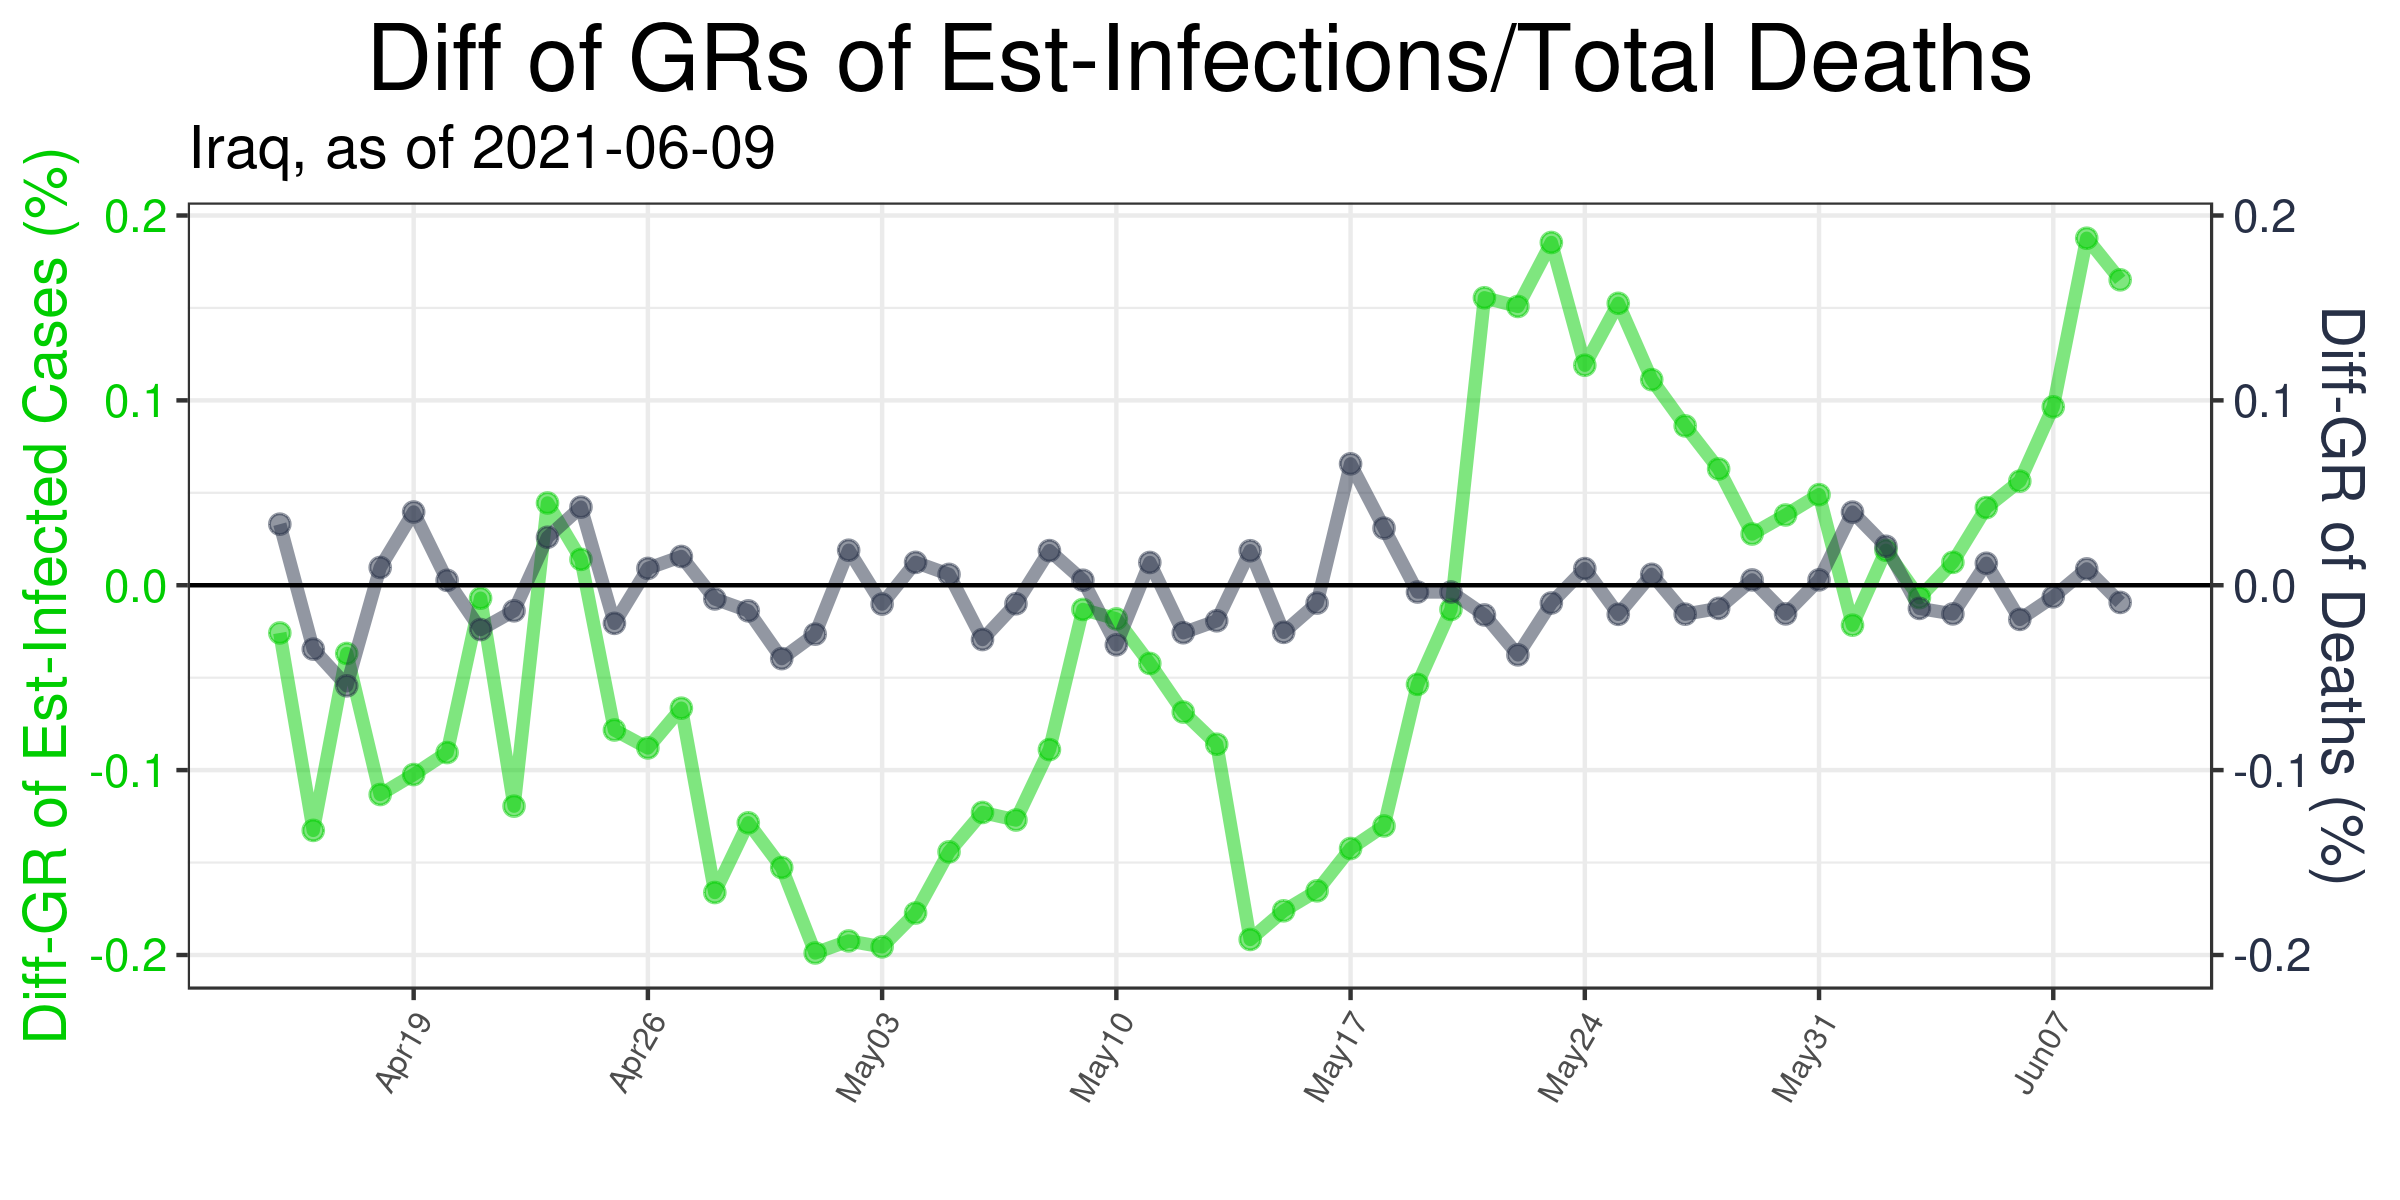 Diff of GRs of Est-Infections/Total Deaths
Iraq, as of 2021-06-09
Diff-GR of Est-Infected Cases (%)
0.2
0.1
0.0
-0.1
-0.2
0.2
0.1
0.0
-0.1
-0.2
Diff-GR of Deaths (%)
Apr19
Apr26
May03
May10
May17
May24
May31
Jun07